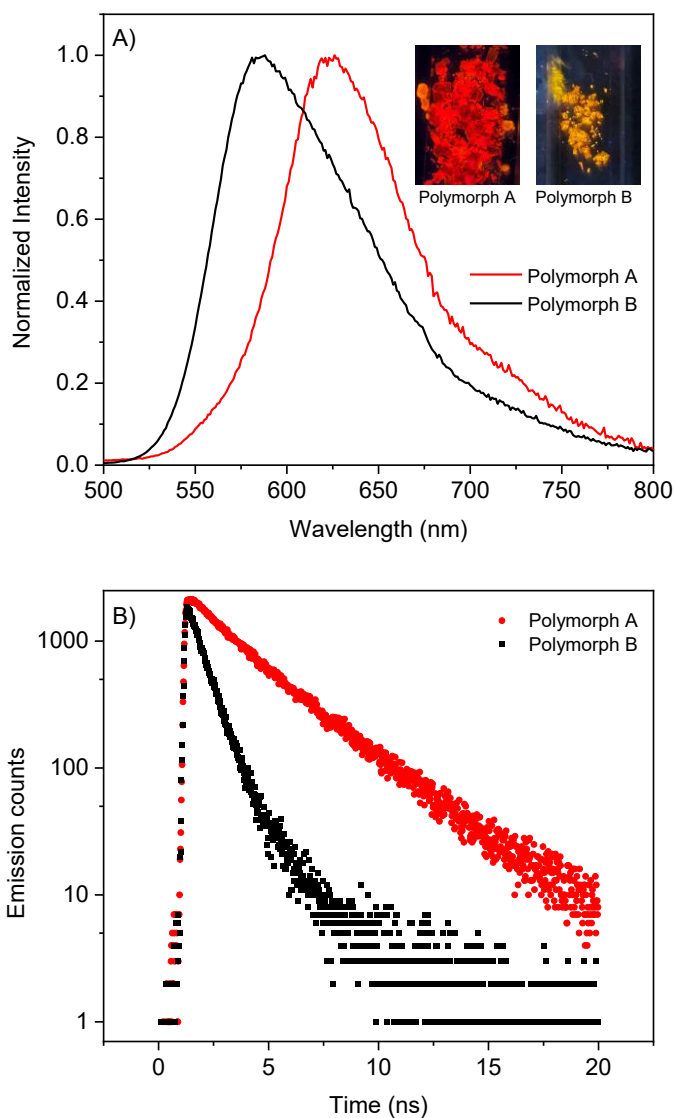 A)
1.0
0.8
0.6
0.4
0.2
0.0
Normalized Intensity
Polymorph A Polymorph B
Polymorph A
Polymorph B
500 550 600 650 700 750 800
Wavelength (nm)
B)
Polymorph A
Polymorph B
1000
100
10
1
Emission counts
0 5 10 15 20
Time (ns)